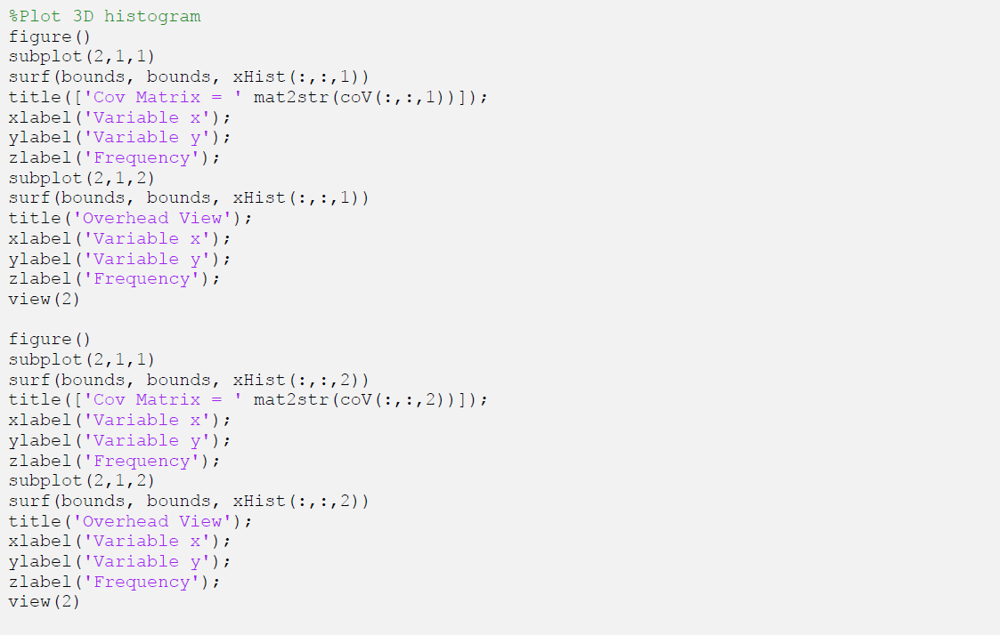 %Plot 3D histogram
figure()
subplot(2,1,1)
surf(bounds, bounds, xHist(:,:,1))
title(['Cov Matrix = ' mat2str(coV(:,:,1))]);
xlabel('Variable x');
ylabel('Variable y');
zlabel('Frequency');
subplot(2,1,2)
surf(bounds, bounds, xHist(:,:,1))
title('Overhead View');
xlabel('Variable x');
ylabel('Variable y');
zlabel('Frequency');
view(2)
figure()
subplot(2,1,1)
surf(bounds, bounds, xHist(:,:,2))
title(['Cov Matrix = ' mat2str(coV(:,:,2))]);
xlabel('Variable x');
ylabel('Variable y');
zlabel('Frequency');
subplot(2,1,2)
surf(bounds, bounds, xHist(:,:,2))
title('Overhead View');
xlabel('Variable x');
ylabel('Variable y');
zlabel('Frequency');
view(2)